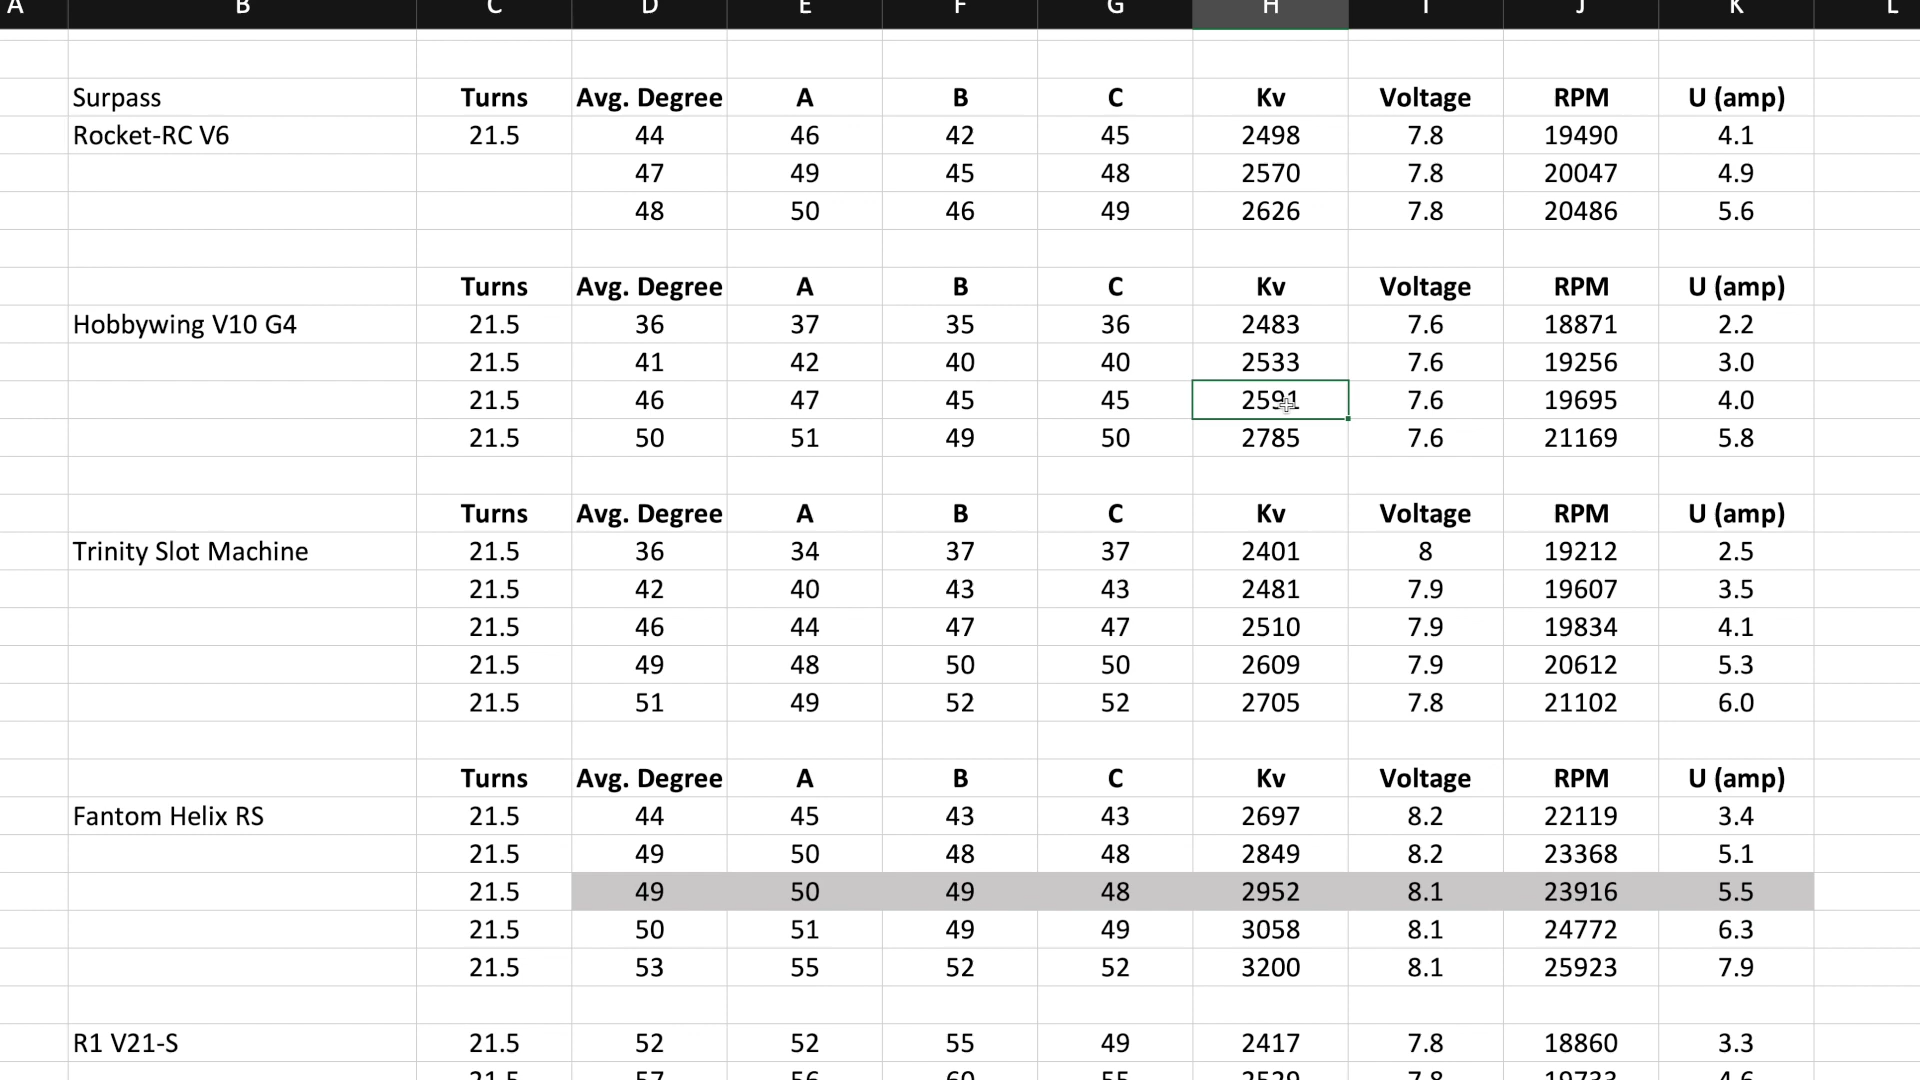 A B C D E F G H I J K L
Surpass Turns Avg. Degree A B C Kv Voltage RPM U (amp)
Rocket-RC V6 21.5 44 46 42 45 2498 7.8 19490 4.1
47 49 45 48 2570 7.8 20047 4.9
48 50 46 49 2626 7.8 20486 5.6
Turns Avg. Degree A B C Kv Voltage RPM U (amp)
Hobbywing V10 G4 21.5 36 37 35 36 2483 7.6 18871 2.2
21.5 41 42 40 40 2533 7.6 19256 3.0
21.5 46 47 45 45 2591 7.6 19695 4.0
21.5 50 51 49 50 2785 7.6 21169 5.8
Turns Avg. Degree A B C Kv Voltage RPM U (amp)
Trinity Slot Machine 21.5 36 34 37 37 2401 8 19212 2.5
21.5 42 40 43 43 2481 7.9 19607 3.5
21.5 46 44 47 47 2510 7.9 19834 4.1
21.5 49 48 50 50 2609 7.9 20612 5.3
21.5 51 49 52 52 2705 7.8 21102 6.0
Turns Avg. Degree A B C Kv Voltage RPM U (amp)
Fantom Helix RS 21.5 44 45 43 43 2697 8.2 22119 3.4
21.5 49 50 48 48 2849 8.2 23368 5.1
21.5 49 50 49 48 2952 8.1 23916 5.5
21.5 50 51 49 49 3058 8.1 24772 6.3
21.5 53 55 52 52 3200 8.1 25923 7.9
R1 V21-S 21.5 52 52 55 49 2417 7.8 18860 3.3
21.5 57 56 60 55 2529 7.8 19733 4.6